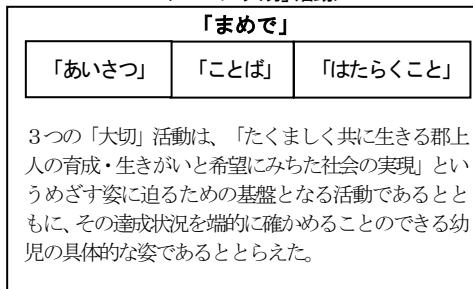 「まめで」
「あいさつ」 「ことば」 「はたらくこと」
３つの「大切」活動は、「たくましく共に生きる郡上
人の育成・生きがいと希望にみちた社会の実現」とい
うめざす姿に迫るための基盤となる活動であるとと
もに、その達成状況を端的に確かめることのできる幼
児の具体的な姿であるととらえた。